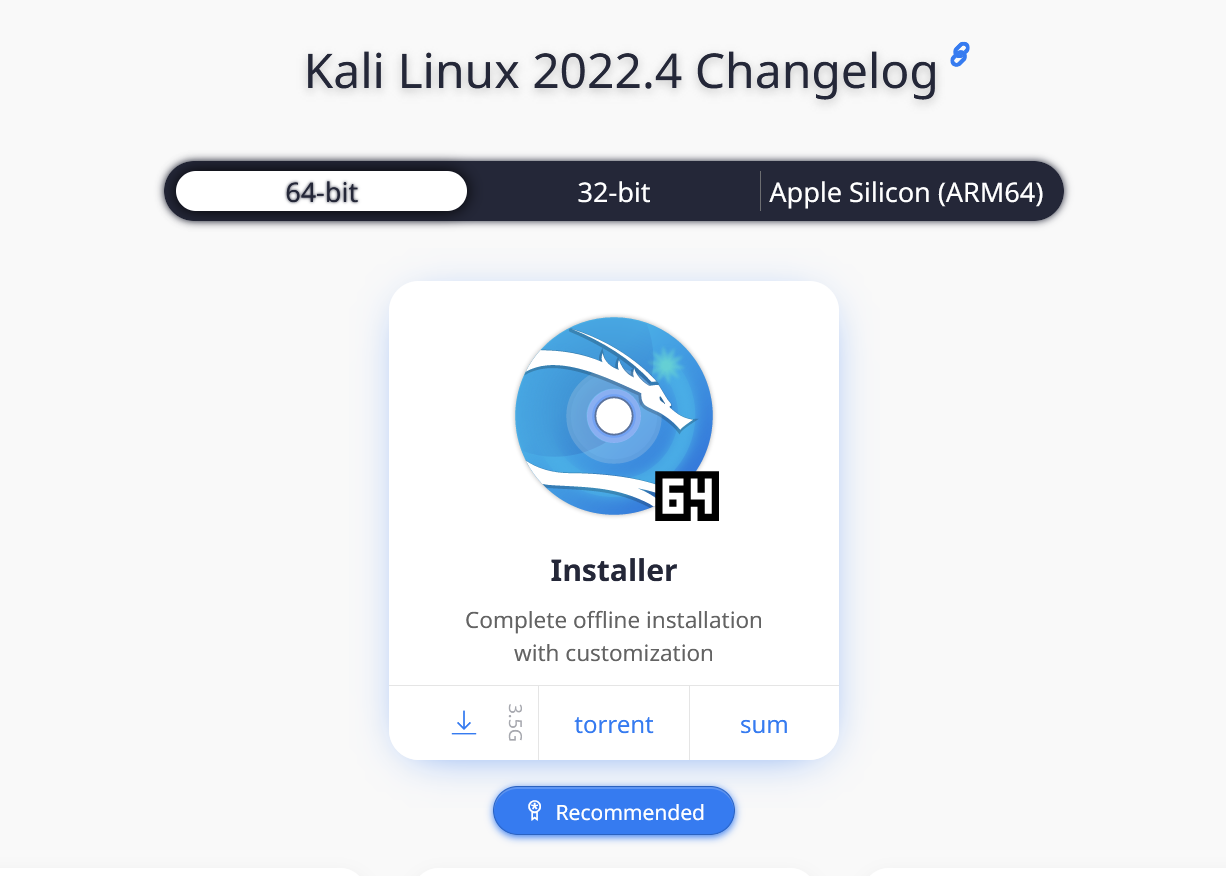 Kali Linux 2022.4 Changelog
64-bit
32-bit
Apple Silicon (ARM64)
64
Installer
Complete offline installation
with customization
3.5G
torrent
sum
Recommended